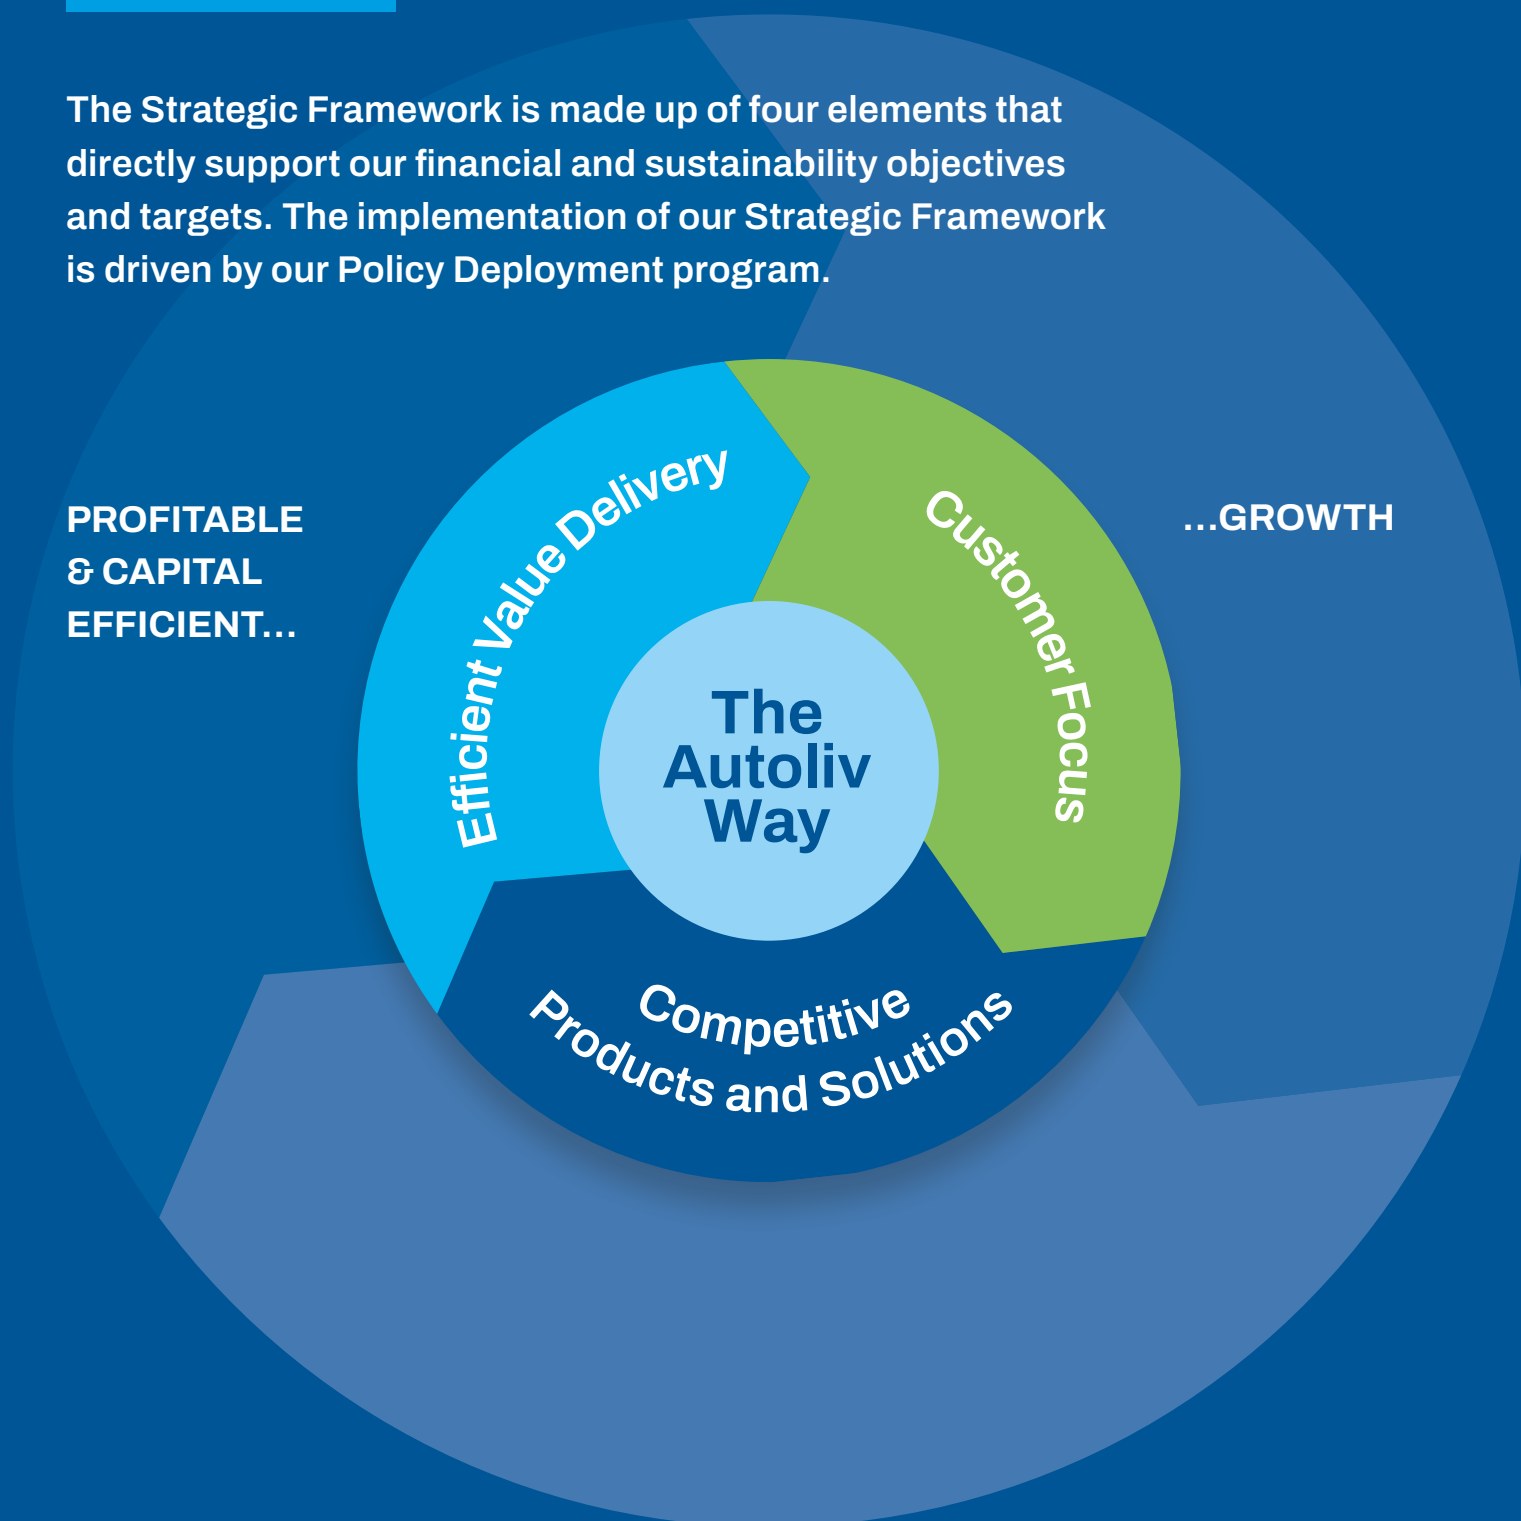 The Strategic Framework is made up of four elements that
directly support our financial and sustainability objectives
and targets. The implementation of our Strategic Framework
is driven by our Policy Deployment program.
PROFITABLE
& CAPITAL
EFFICIENT...
...GROWTH
Efficient Value Delivery
Customer Focus
The
Autoliv
Way
Competitive
Products and Solutions